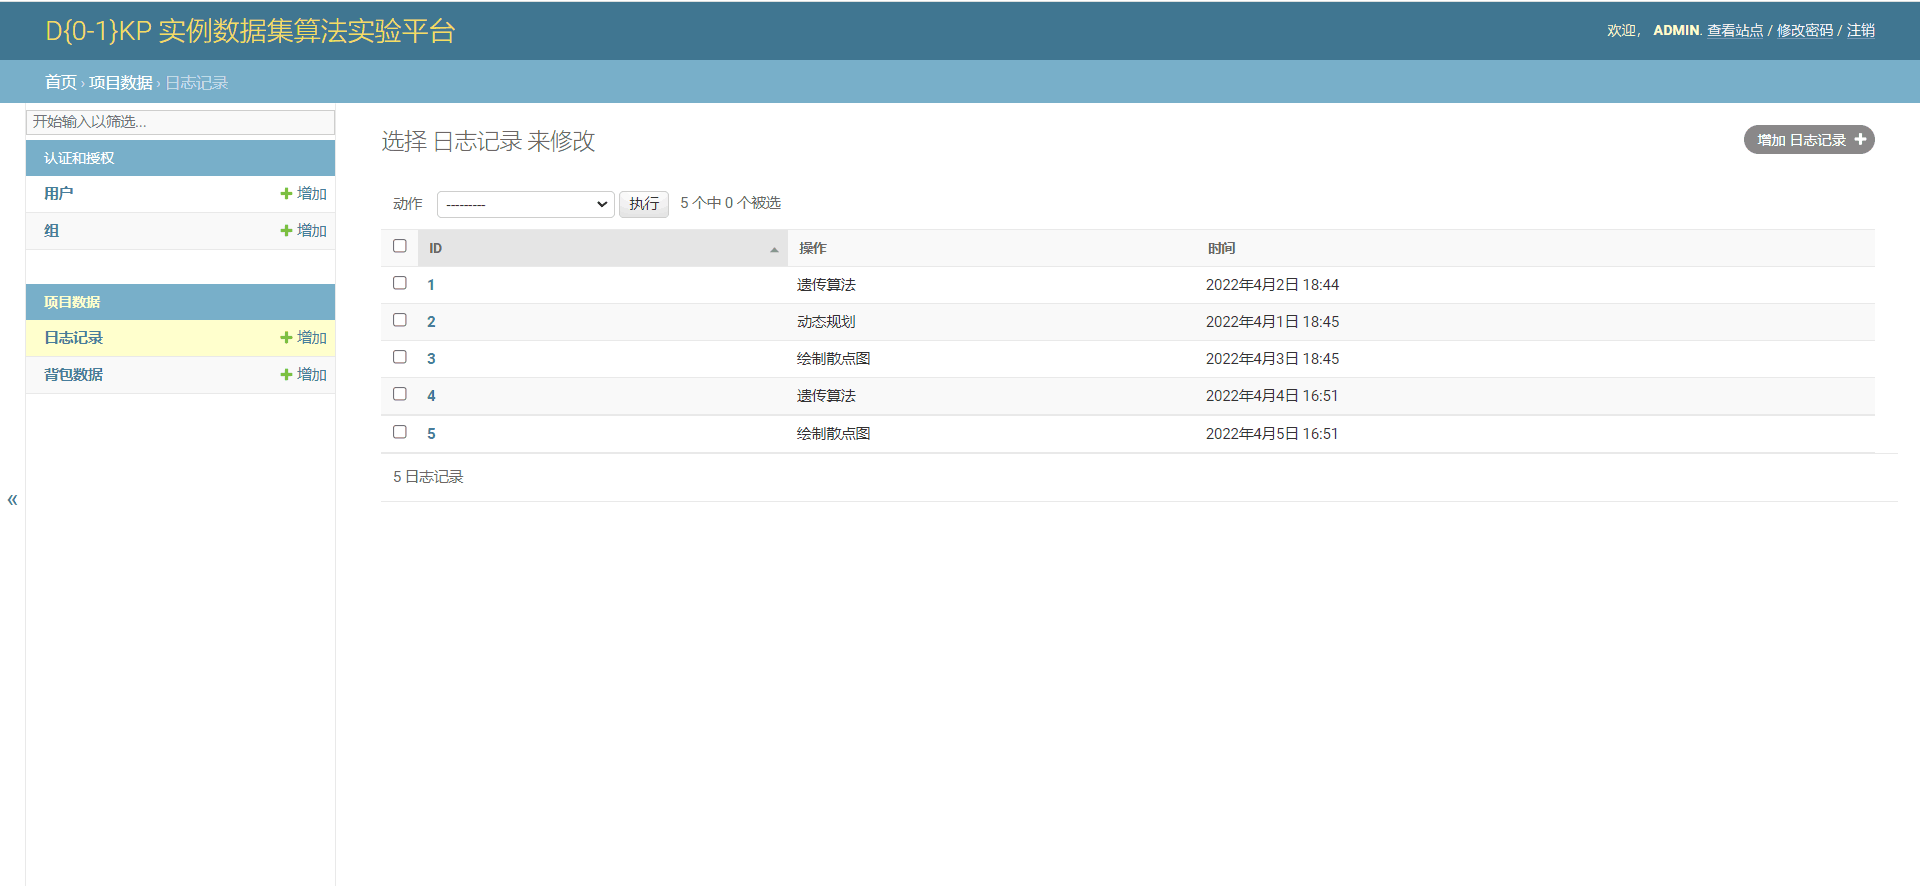 D{0-1}KP 实例数据集算法实验平台
欢迎， ADMIN. 查看站点 / 修改密码 / 注销
首页 › 项目数据 › 日志记录
开始输入以筛选...
认证和授权
用户 增加
组 增加
项目数据
日志记录 增加
背包数据 增加
«
选择 日志记录 来修改
增加 日志记录
动作 --------- 执行 5 个中 0 个被选
ID 操作 时间
1 遗传算法 2022年4月2日 18:44
2 动态规划 2022年4月1日 18:45
3 绘制散点图 2022年4月3日 18:45
4 遗传算法 2022年4月4日 16:51
5 绘制散点图 2022年4月5日 16:51
5 日志记录